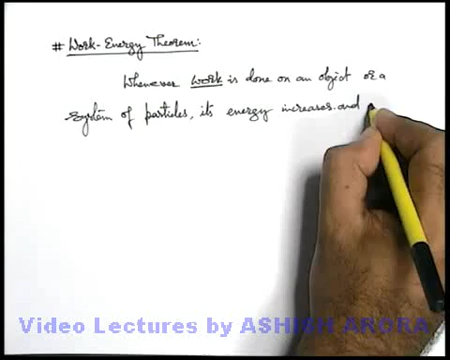 # Work-Energy Theorem:
Whenever work is done on an object or a
system of particles, its energy increases. and
Video Lectures by ASHISH ARORA